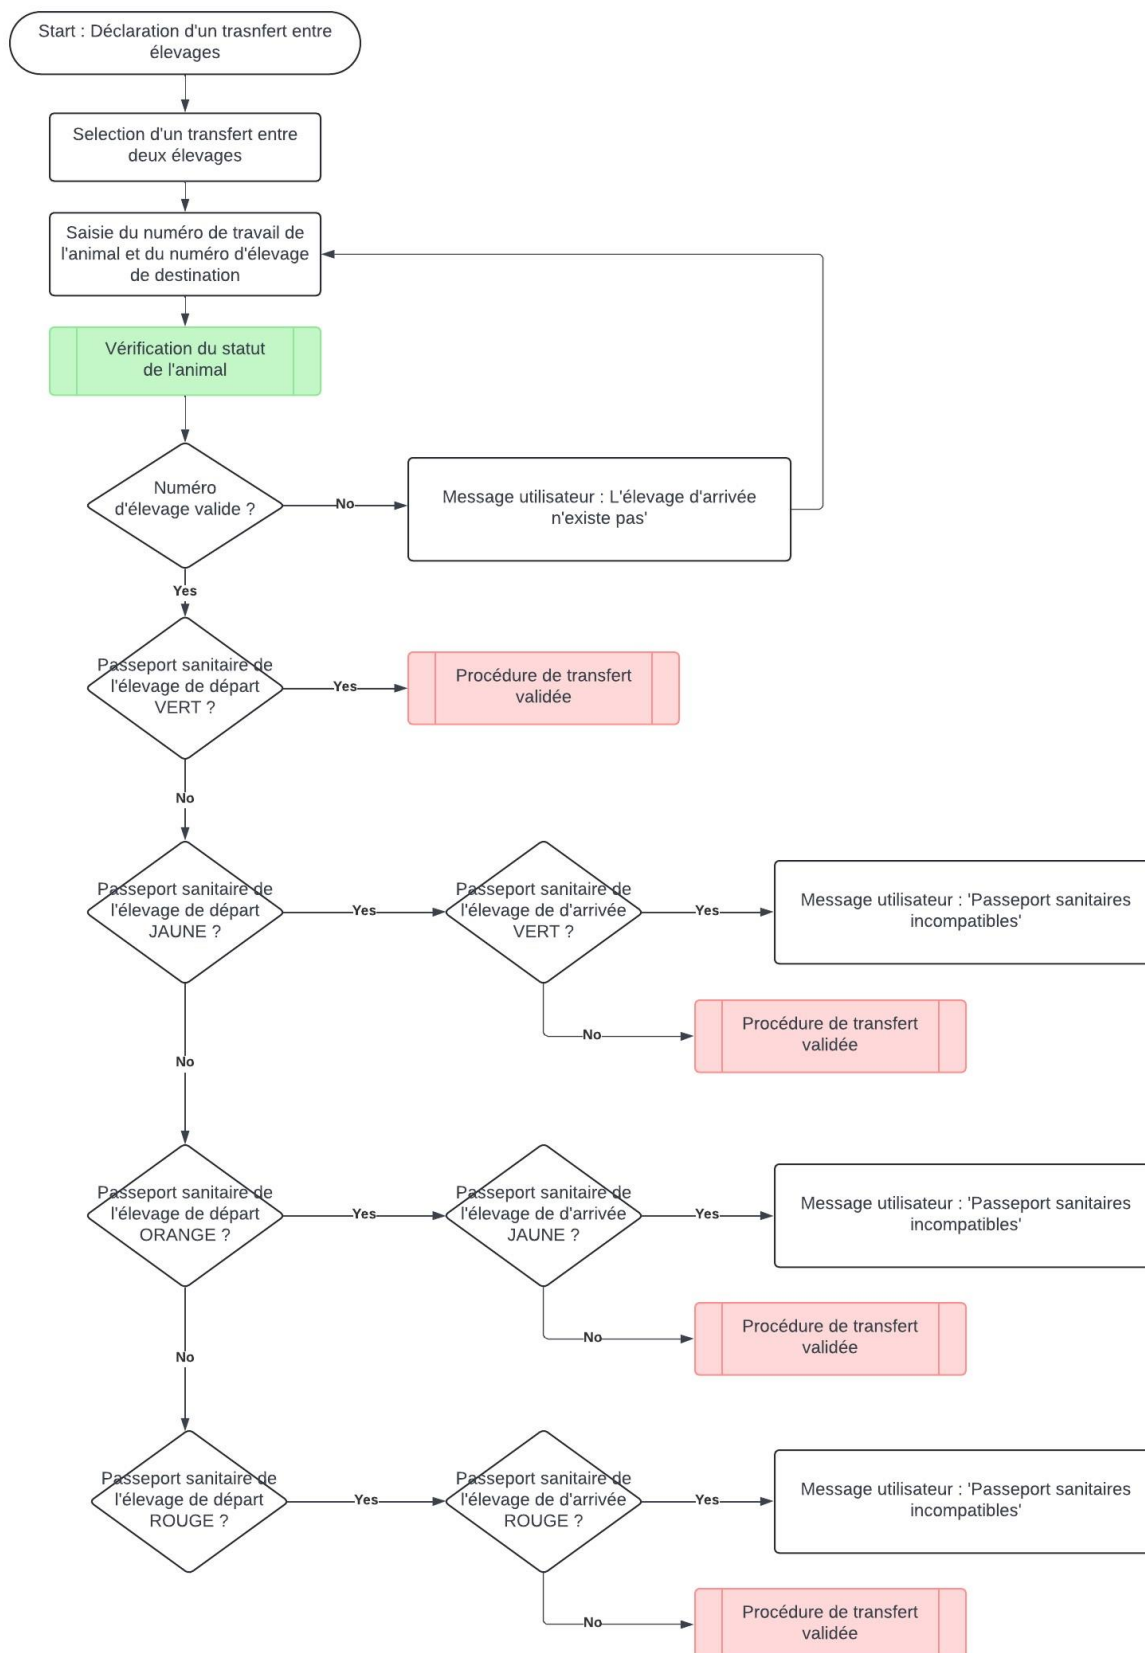 Start : Déclaration d'un trasnfert entre
élevages
Selection d'un transfert entre
deux élevages
Saisie du numéro de travail de
l'animal et du numéro d'élevage
de destination
Vérification du statut
de l'animal
Numéro
d'élevage valide ?
No
Message utilisateur : L'élevage d'arrivée
n'existe pas'
Yes
Passeport sanitaire de
l'élevage de départ
VERT ?
Yes
Procédure de transfert
validée
No
Passeport sanitaire de
l'élevage de départ
JAUNE ?
Yes
Passeport sanitaire de
l'élevage de d'arrivée
VERT ?
Yes
Message utilisateur : 'Passeport sanitaires
incompatibles'
No
Procédure de transfert
validée
No
Passeport sanitaire de
l'élevage de départ
ORANGE ?
Yes
Passeport sanitaire de
l'élevage de d'arrivée
JAUNE ?
Yes
Message utilisateur : 'Passeport sanitaires
incompatibles'
No
Procédure de transfert
validée
No
Passeport sanitaire de
l'élevage de départ
ROUGE ?
Yes
Passeport sanitaire de
l'élevage de d'arrivée
ROUGE ?
Yes
Message utilisateur : 'Passeport sanitaires
incompatibles'
No
Procédure de transfert
validée